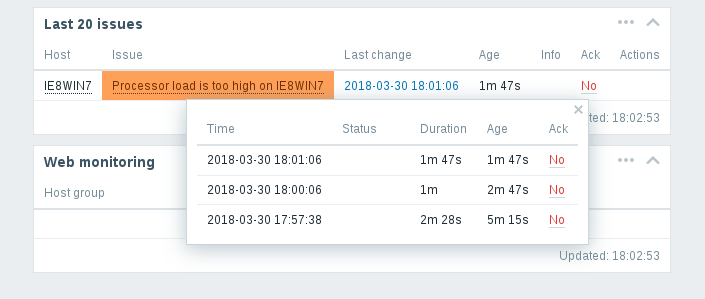 Last 20 issues
Host Issue Last change Age Info Ack Actions
IE8WIN7 Processor load is too high on IE8WIN7 2018-03-30 18:01:06 1m 47s No
18:02:53
Time Status Duration Age Ack
2018-03-30 18:01:06 1m 47s 1m 47s No
2018-03-30 18:00:06 1m 2m 47s No
2018-03-30 17:57:38 2m 28s 5m 15s No
Web monitoring
Host group
Updated: 18:02:53